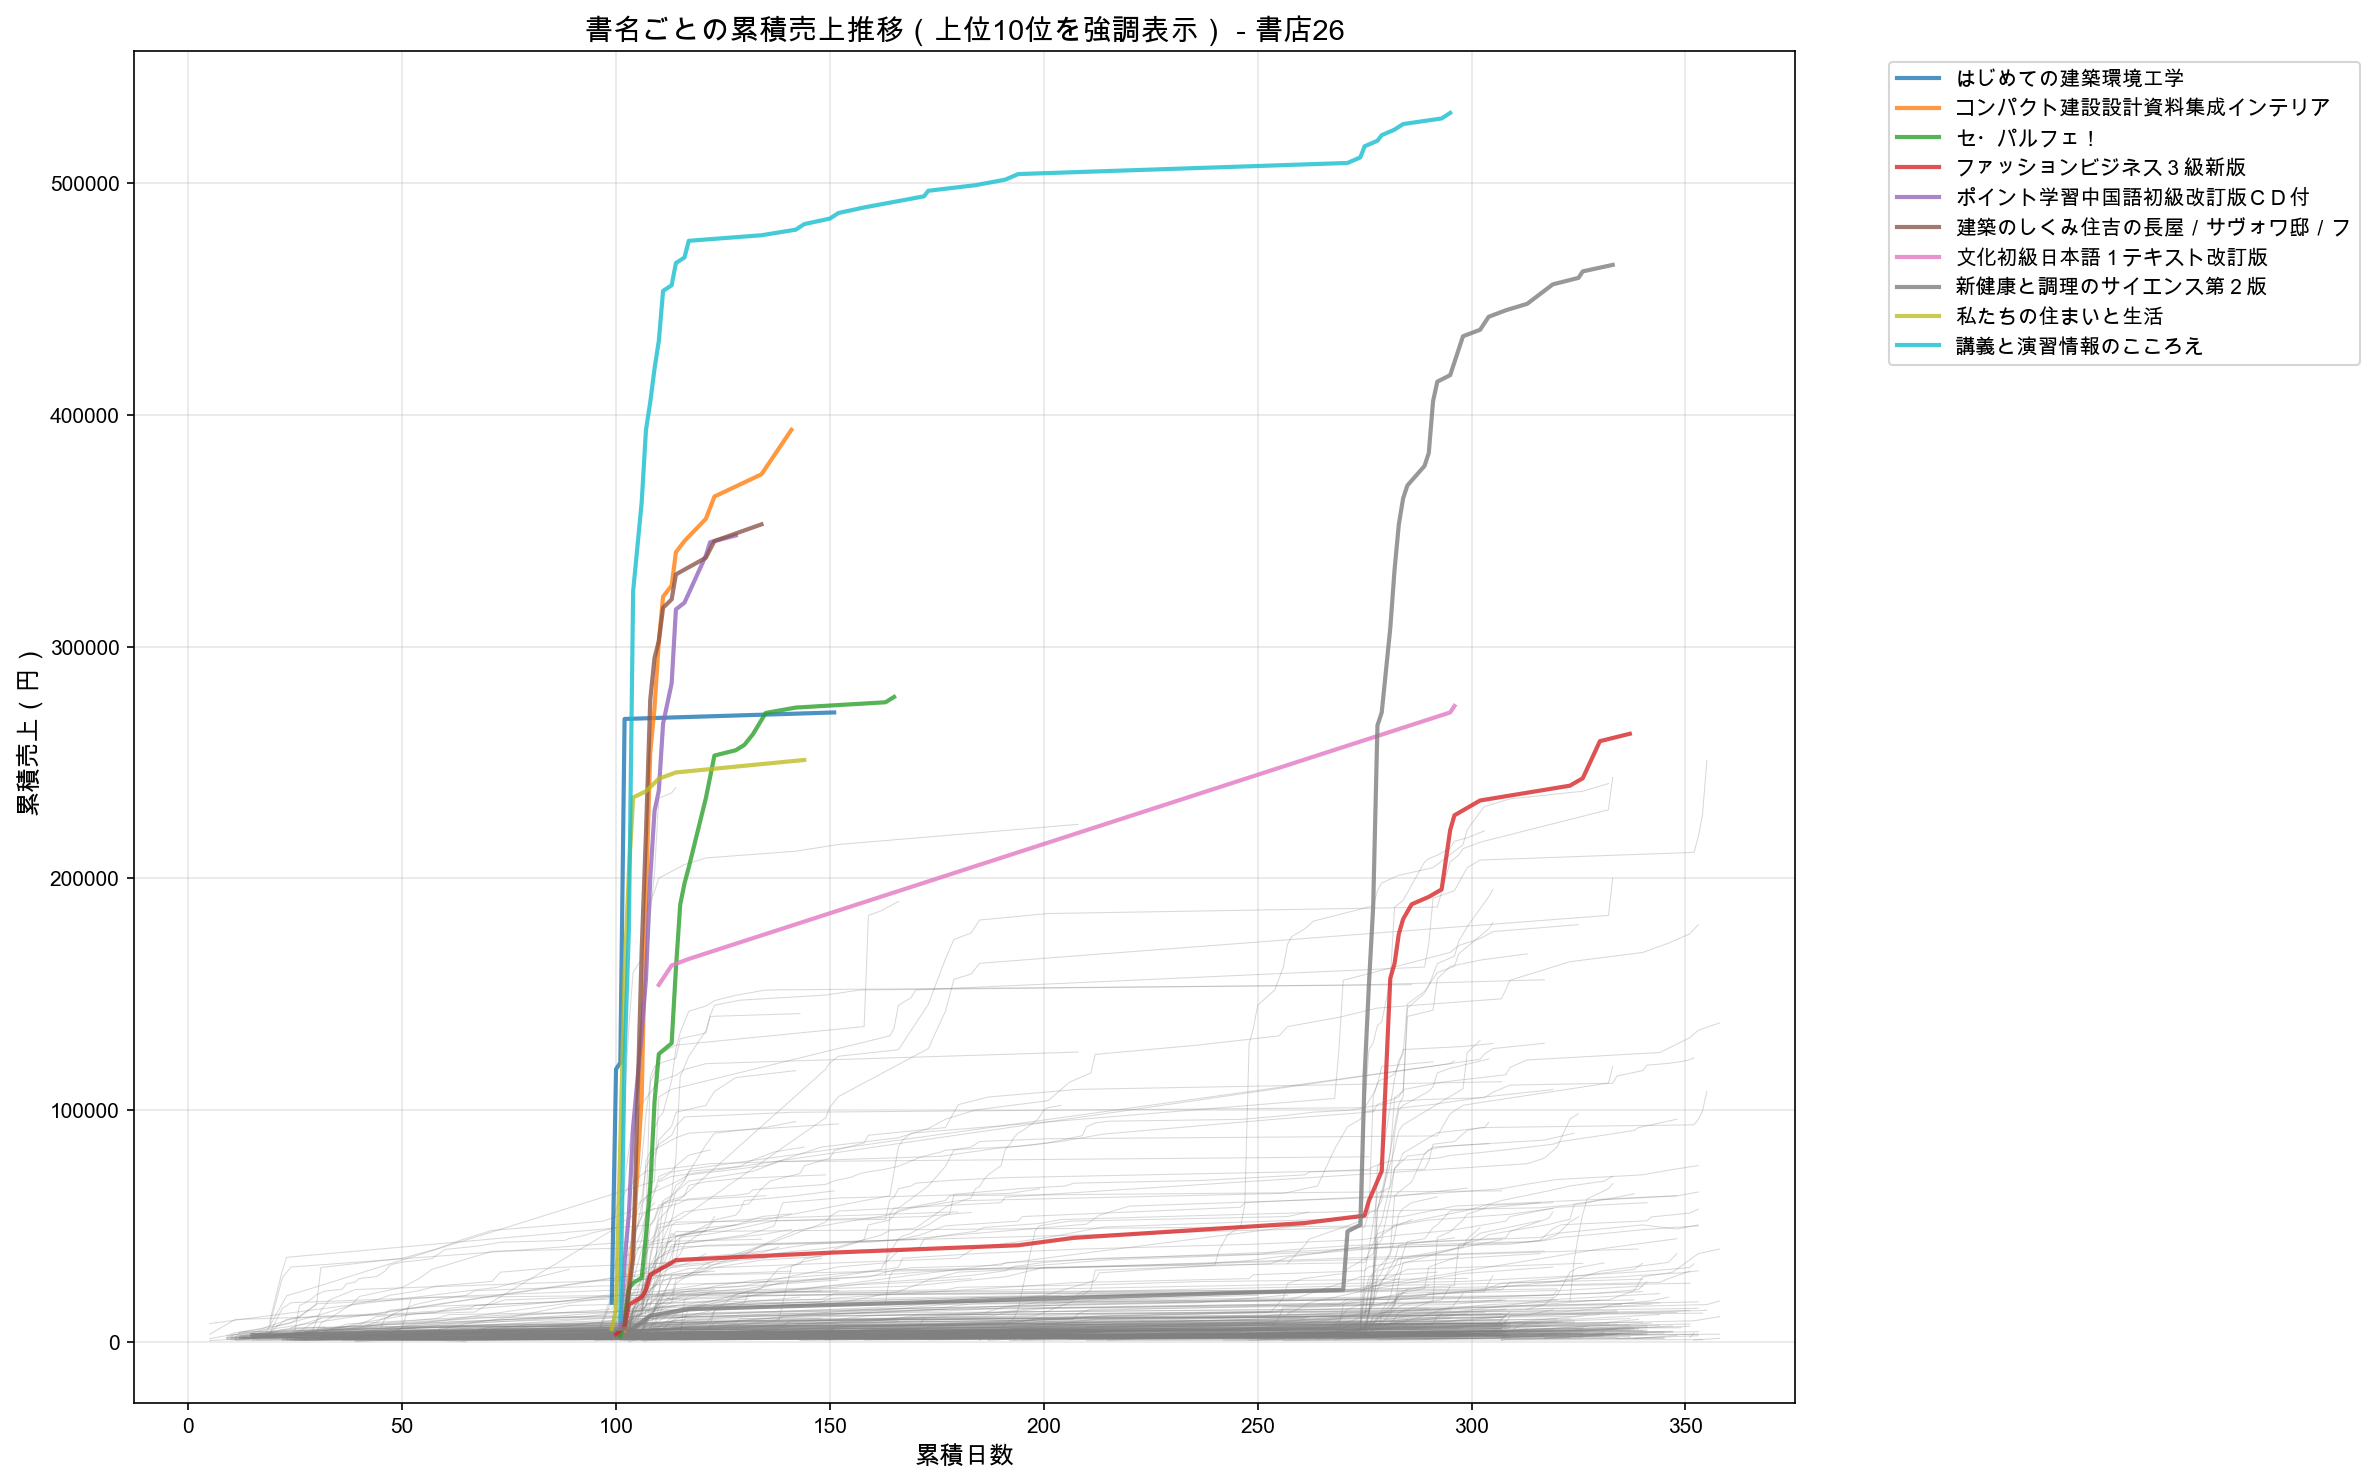 書名ごとの累積売上推移（上位10位を強調表示） - 書店26
累積売上（円）
500000
400000
300000
200000
100000
0
0 50 100 150 200 250 300 350
累積日数
はじめての建築環境工学
コンパクト建設設計資料集成インテリア
セ・パルフェ！
ファッションビジネス３級新版
ポイント学習中国語初級改訂版ＣＤ付
建築のしくみ住吉の長屋／サヴォワ邸／フ
文化初級日本語１テキスト改訂版
新健康と調理のサイエンス第２版
私たちの住まいと生活
講義と演習情報のこころえ